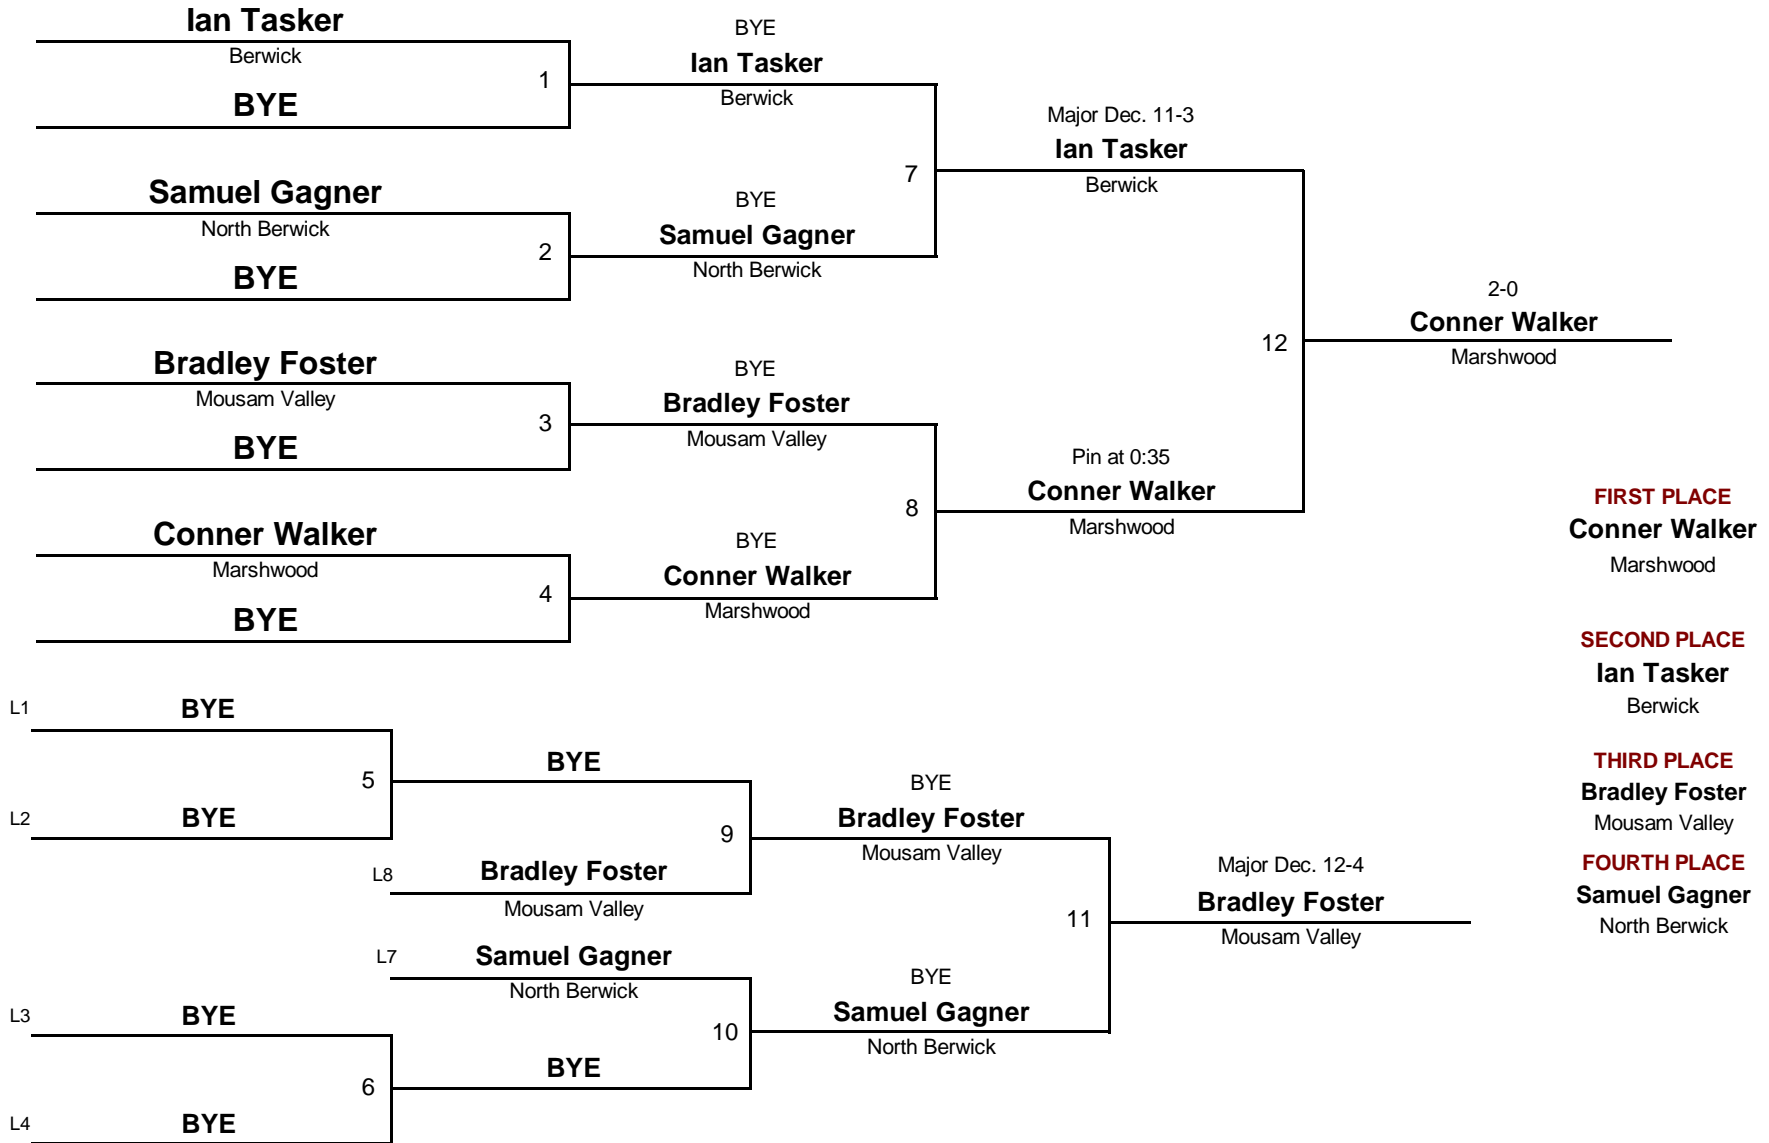 Ian Tasker
Berwick
1
BYE
BYE
Ian Tasker
Berwick
Samuel Gagner
North Berwick
2
BYE
BYE
Samuel Gagner
North Berwick
7
Major Dec. 11-3
Ian Tasker
Berwick
Bradley Foster
Mousam Valley
3
BYE
BYE
Bradley Foster
Mousam Valley
Conner Walker
Marshwood
4
BYE
BYE
Conner Walker
Marshwood
8
Pin at 0:35
Conner Walker
Marshwood
12
2-0
Conner Walker
Marshwood
FIRST PLACE
Conner Walker
Marshwood
SECOND PLACE
Ian Tasker
Berwick
THIRD PLACE
Bradley Foster
Mousam Valley
FOURTH PLACE
Samuel Gagner
North Berwick
L1 BYE
5
L2 BYE
BYE
9
L8 Bradley Foster
Mousam Valley
BYE
Bradley Foster
Mousam Valley
L7 Samuel Gagner
North Berwick
10
L3 BYE
6
L4 BYE
BYE
BYE
Samuel Gagner
North Berwick
11
Major Dec. 12-4
Bradley Foster
Mousam Valley